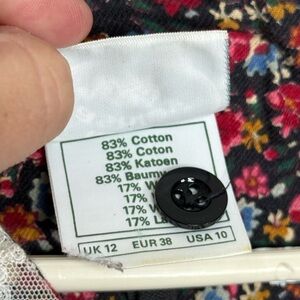 83% Cotton
83% Coton
83% Katoen
83% Baumw
17% W
17%
17% W
17% L
UK 12 EUR 38 USA 10